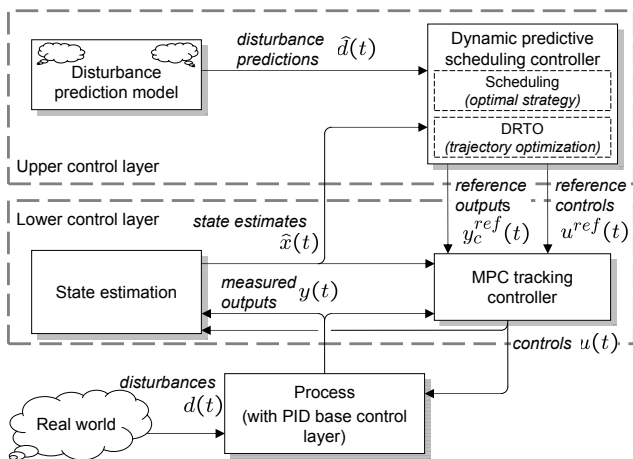 disturbance
predictions
d̂(t)
Disturbance
prediction model
Dynamic predictive
scheduling controller
Scheduling
(optimal strategy)
DRTO
(trajectory optimization)
Upper control layer
Lower control layer
reference
outputs
y_c^{ref}(t)
reference
controls
u^{ref}(t)
state estimates
x̂(t)
State estimation
measured
outputs
y(t)
MPC tracking
controller
controls u(t)
disturbances
d(t)
Process
(with PID base control
layer)
Real world